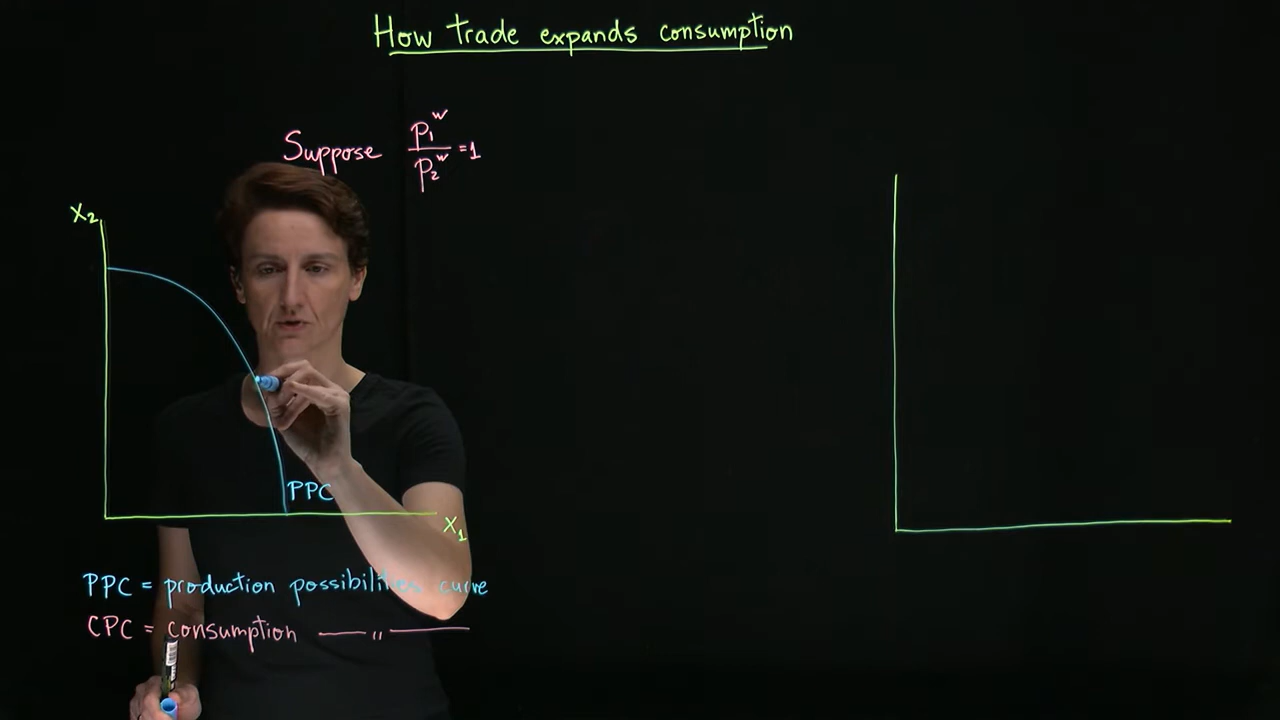 How trade expands consumption
Suppose p₁ʷ/p₂ʷ = 1
X₂
PPC
X₁
PPC = production possibilities curve
CPC = consumption —— " ——